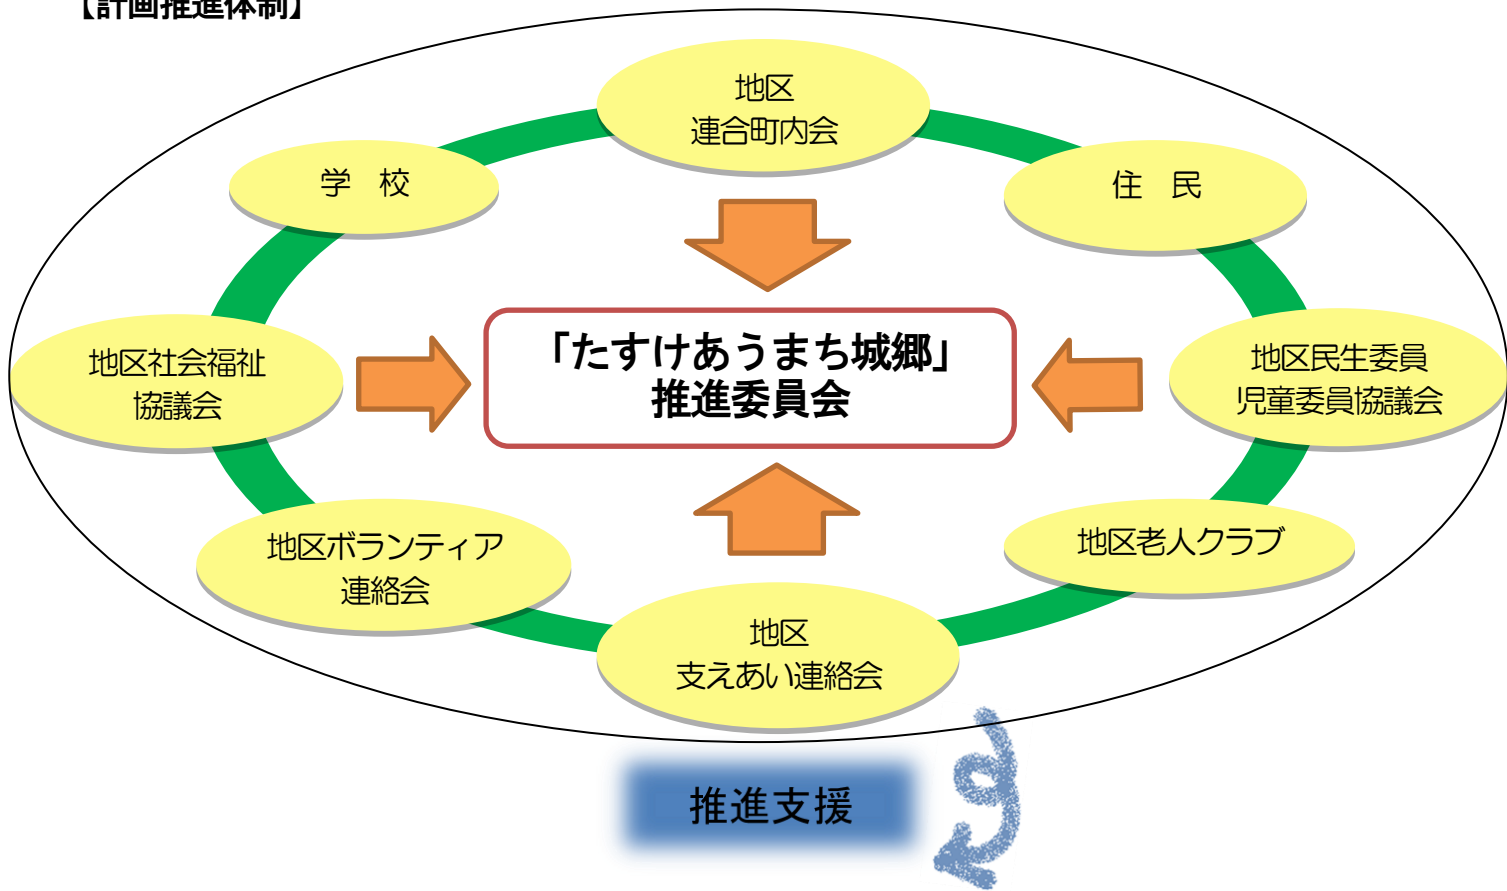 【計画推進体制】
地区
連合町内会
学　校
住　民
「たすけあうまち城郷」
推進委員会
地区社会福祉
協議会
地区民生委員
児童委員協議会
地区ボランティア
連絡会
地区老人クラブ
地区
支えあい連絡会
推進支援